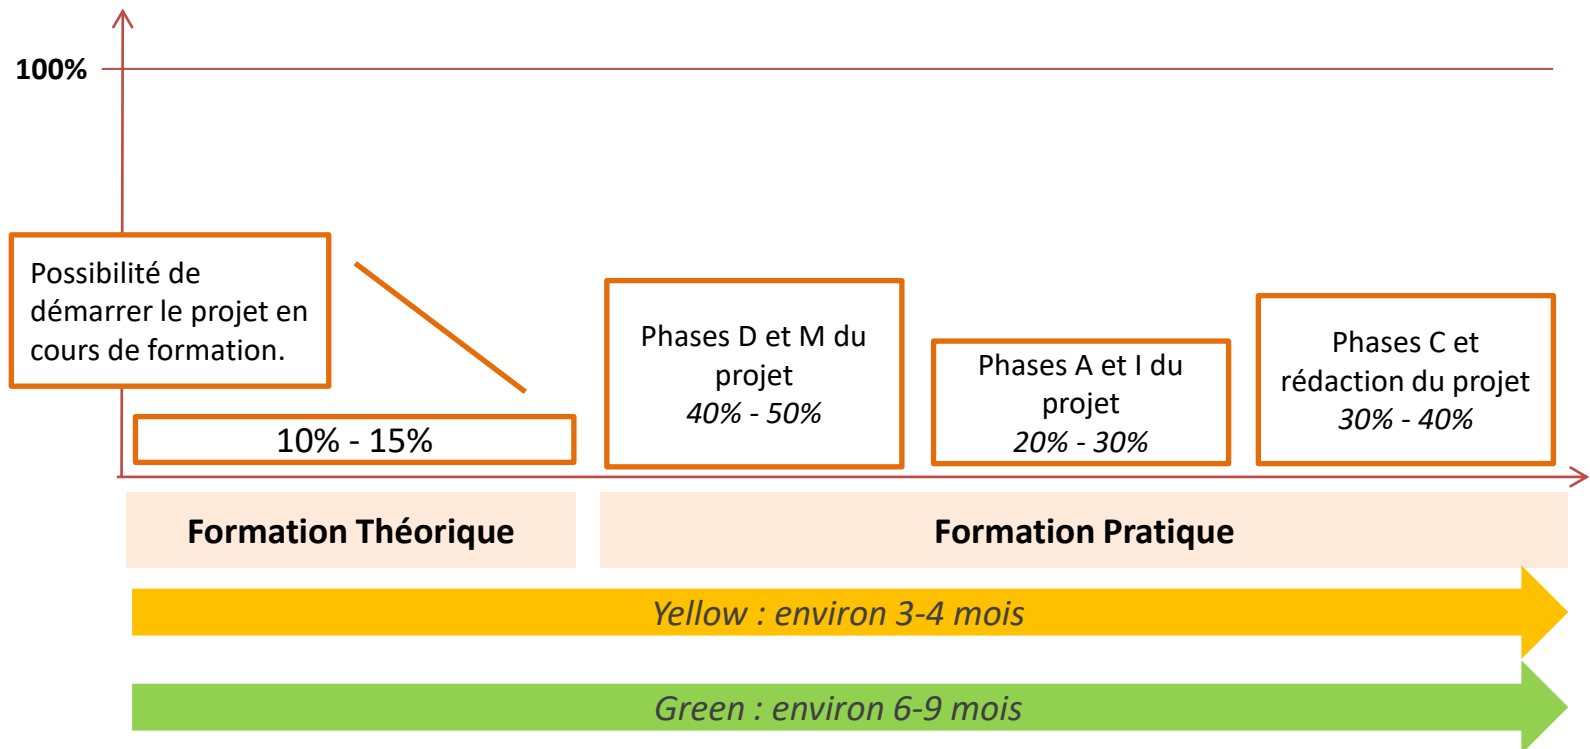 100%
Possibilité de
démarrer le projet en
cours de formation.
10% - 15%
Phases D et M du
projet
40% - 50%
Phases A et I du
projet
20% - 30%
Phases C et
rédaction du projet
30% - 40%
Formation Théorique
Formation Pratique
Yellow : environ 3-4 mois
Green : environ 6-9 mois